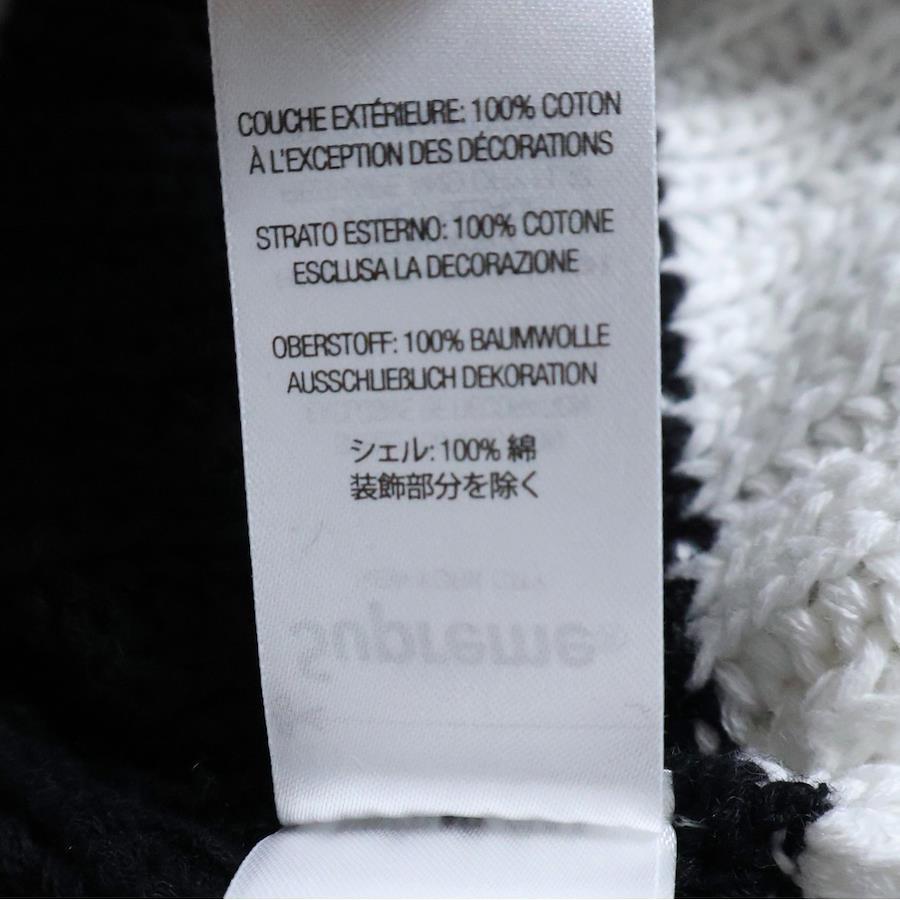 COUCHE EXTÉRIEURE: 100% COTON
À L'EXCEPTION DES DÉCORATIONS
STRATO ESTERNO: 100% COTONE
ESCLUSA LA DECORAZIONE
OBERSTOFF: 100% BAUMWOLLE
AUSSCHLIEßLICH DEKORATION
シェル: 100% 綿
装飾部分を除く
Supreme